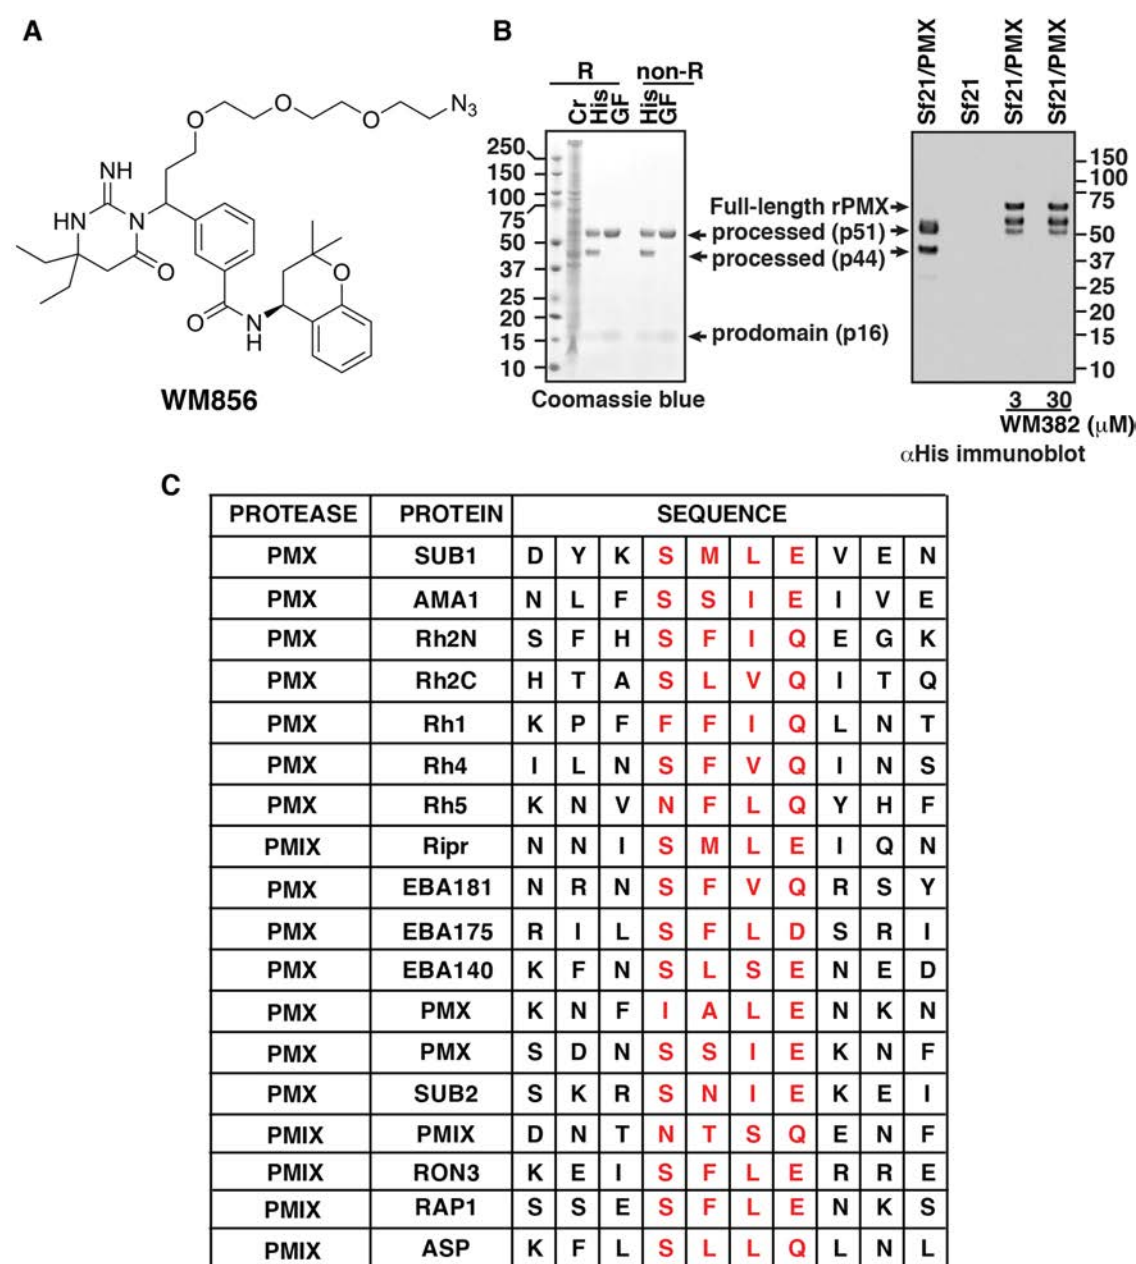 A
O
O
O
N3
NH
HN
N
O
O
N
H
O
WM856
B
R non-R
Cr His GF His GF
250
150
100
75
50
37
25
20
15
10
Coomassie blue
Full-length rPMX
processed (p51)
processed (p44)
prodomain (p16)
Sf21/PMX Sf21 Sf21/PMX Sf21/PMX
150
100
75
50
37
25
20
15
10
3 30
WM382 (μM)
αHis immunoblot
C
PROTEASE PROTEIN SEQUENCE
PMX SUB1 D Y K S M L E V E N
PMX AMA1 N L F S S I E I V E
PMX Rh2N S F H S F I Q E G K
PMX Rh2C H T A S L V Q I T Q
PMX Rh1 K P F F F I Q L N T
PMX Rh4 I L N S F V Q I N S
PMX Rh5 K N V N F L Q Y H F
PMIX Ripr N N I S M L E I Q N
PMX EBA181 N R N S F V Q R S Y
PMX EBA175 R I L S F L D S R I
PMX EBA140 K F N S L S E N E D
PMX PMX K N F I A L E N K N
PMX PMX S D N S S I E K N F
PMX SUB2 S K R S N I E K E I
PMIX PMIX D N T N T S Q E N F
PMIX RON3 K E I S F L E R R E
PMIX RAP1 S S E S F L E N K S
PMIX ASP K F L S L L Q L N L